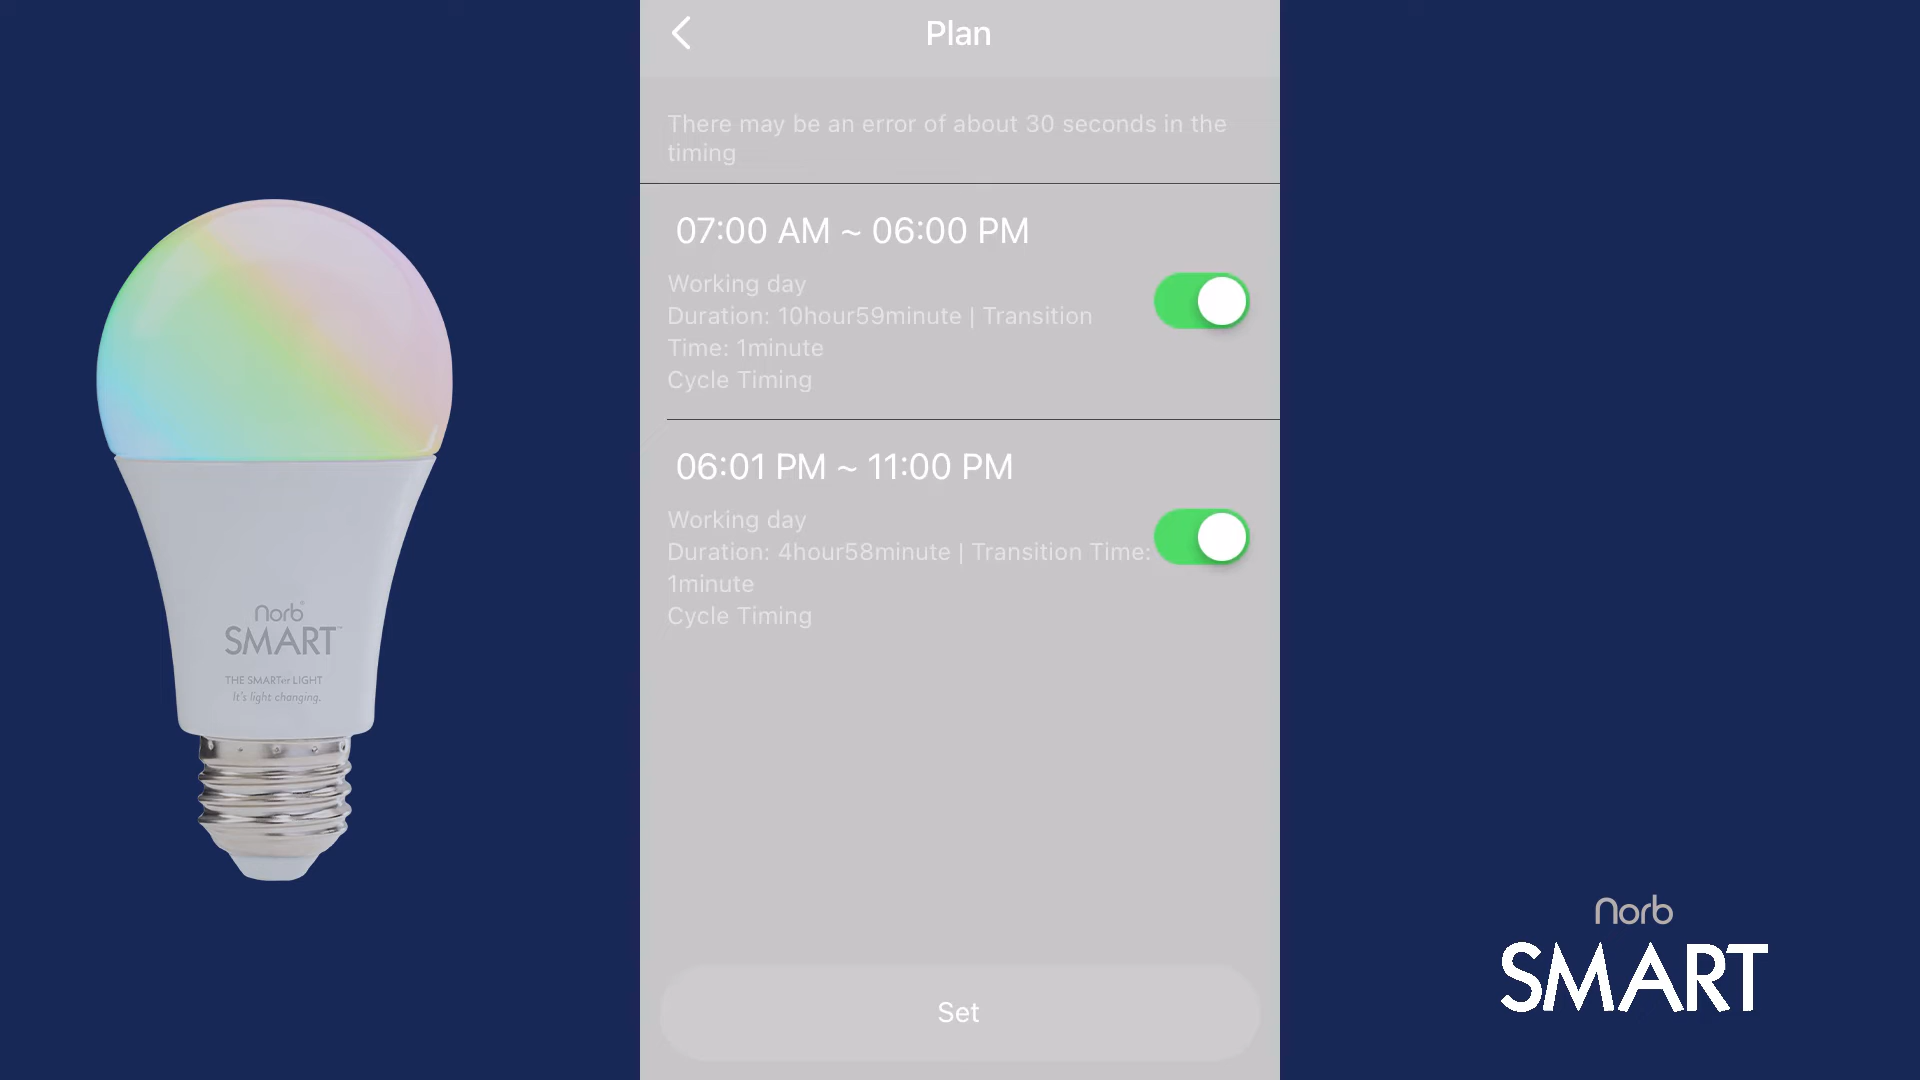 Plan
There may be an error of about 30 seconds in the
timing
07:00 AM ~ 06:00 PM
Working day
Duration: 10hour59minute | Transition
Time: 1minute
Cycle Timing
06:01 PM ~ 11:00 PM
Working day
Duration: 4hour58minute | Transition Time:
1minute
Cycle Timing
Set
norb®
SMART™
THE SMARTer LIGHT
It's light changing.
norb
SMART